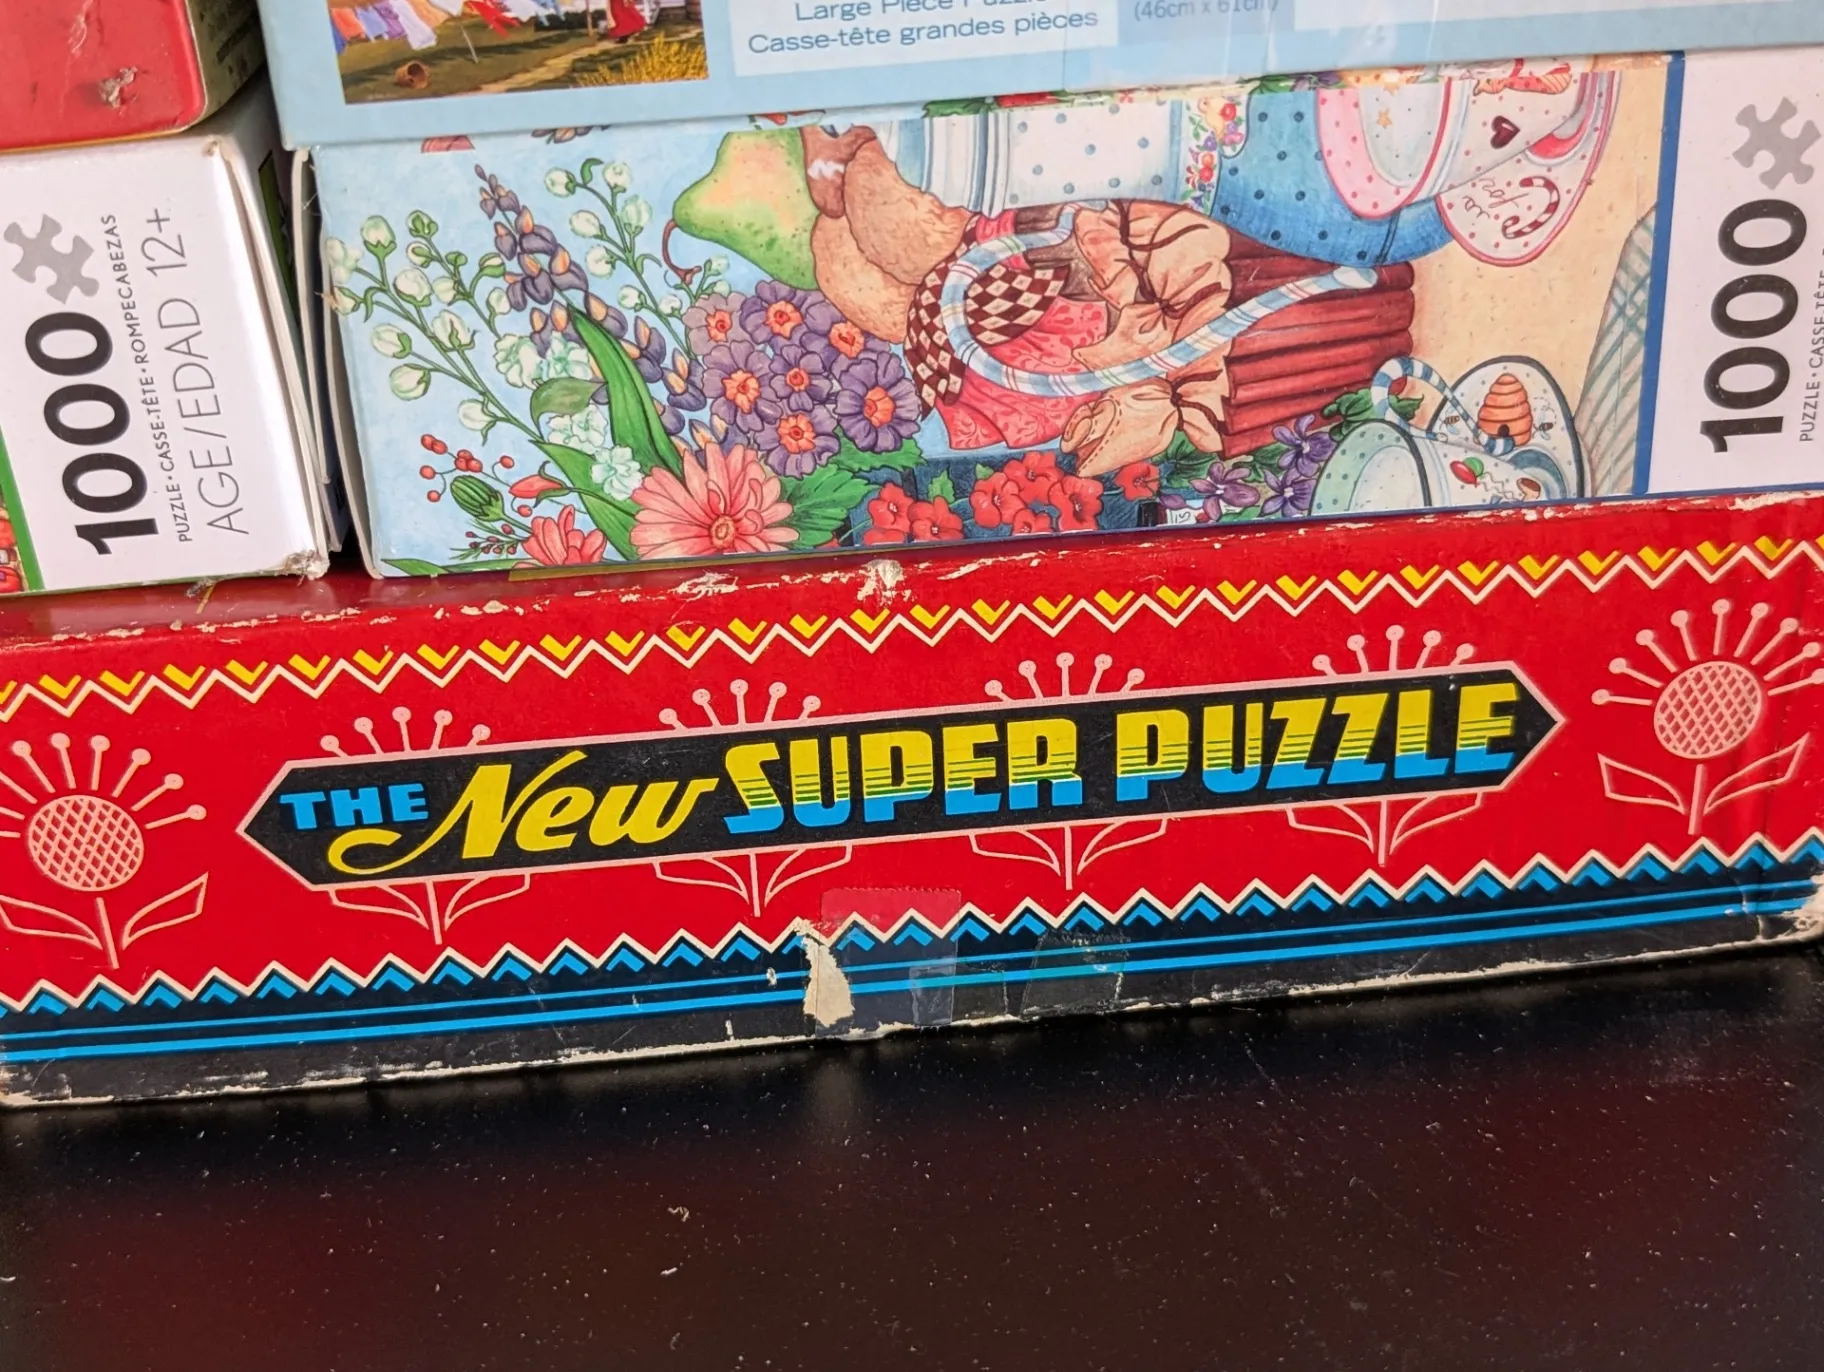 Large Piece Puzzle
Casse-tête grandes pièces
(46cm x 61cm)
1000
PUZZLE • CASSE-TÊTE • ROMPECABEZAS
AGE / EDAD 12+
1000
PUZZLE • CASSE-TÊTE
THE New SUPER PUZZLE